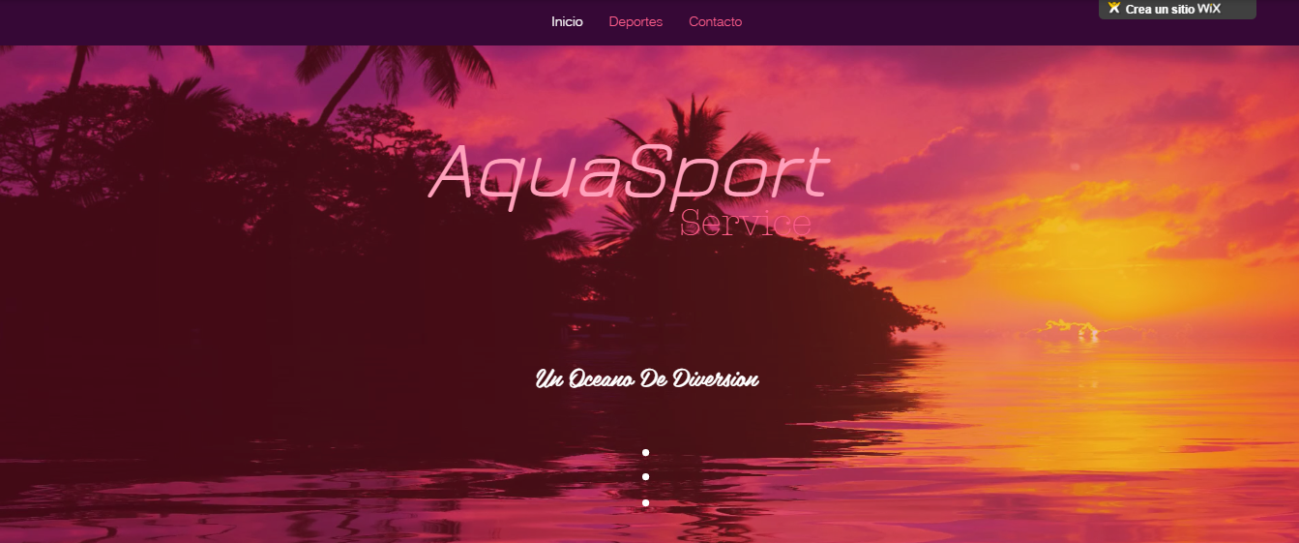 Inicio Deportes Contacto
Crea un sitio WiX
AquaSport
Service
Un Oceano De Diversion